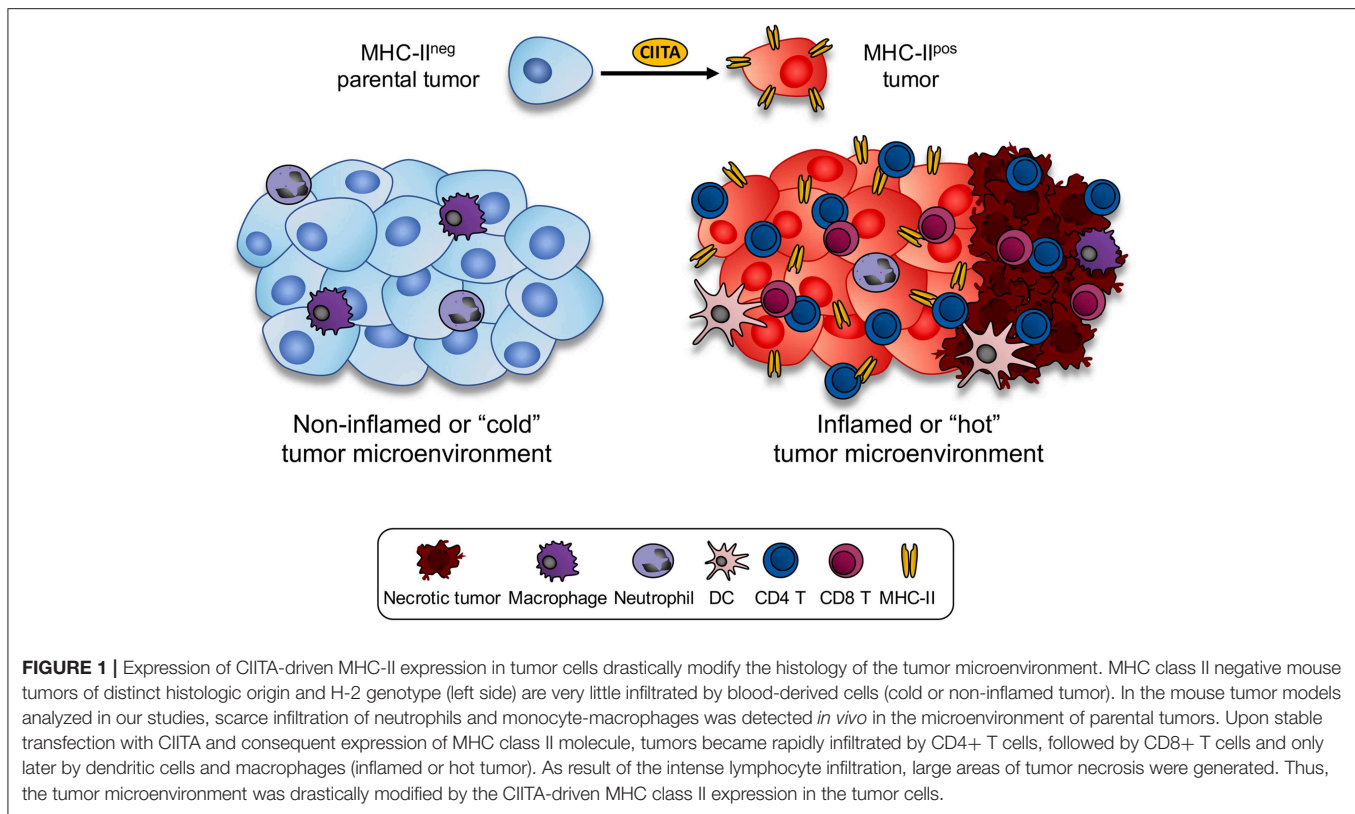 MHC-IIneg
parental tumor
CIITA
MHC-IIpos
tumor
Non-inflamed or “cold”
tumor microenvironment
Inflamed or “hot”
tumor microenvironment
Necrotic tumor Macrophage Neutrophil DC CD4 T CD8 T MHC-II
FIGURE 1 | Expression of CIITA-driven MHC-II expression in tumor cells drastically modify the histology of the tumor microenvironment. MHC class II negative mouse
tumors of distinct histologic origin and H-2 genotype (left side) are very little infiltrated by blood-derived cells (cold or non-inflamed tumor). In the mouse tumor models
analyzed in our studies, scarce infiltration of neutrophils and monocyte-macrophages was detected in vivo in the microenvironment of parental tumors. Upon stable
transfection with CIITA and consequent expression of MHC class II molecule, tumors became rapidly infiltrated by CD4+ T cells, followed by CD8+ T cells and only
later by dendritic cells and macrophages (inflamed or hot tumor). As result of the intense lymphocyte infiltration, large areas of tumor necrosis were generated. Thus,
the tumor microenvironment was drastically modified by the CIITA-driven MHC class II expression in the tumor cells.